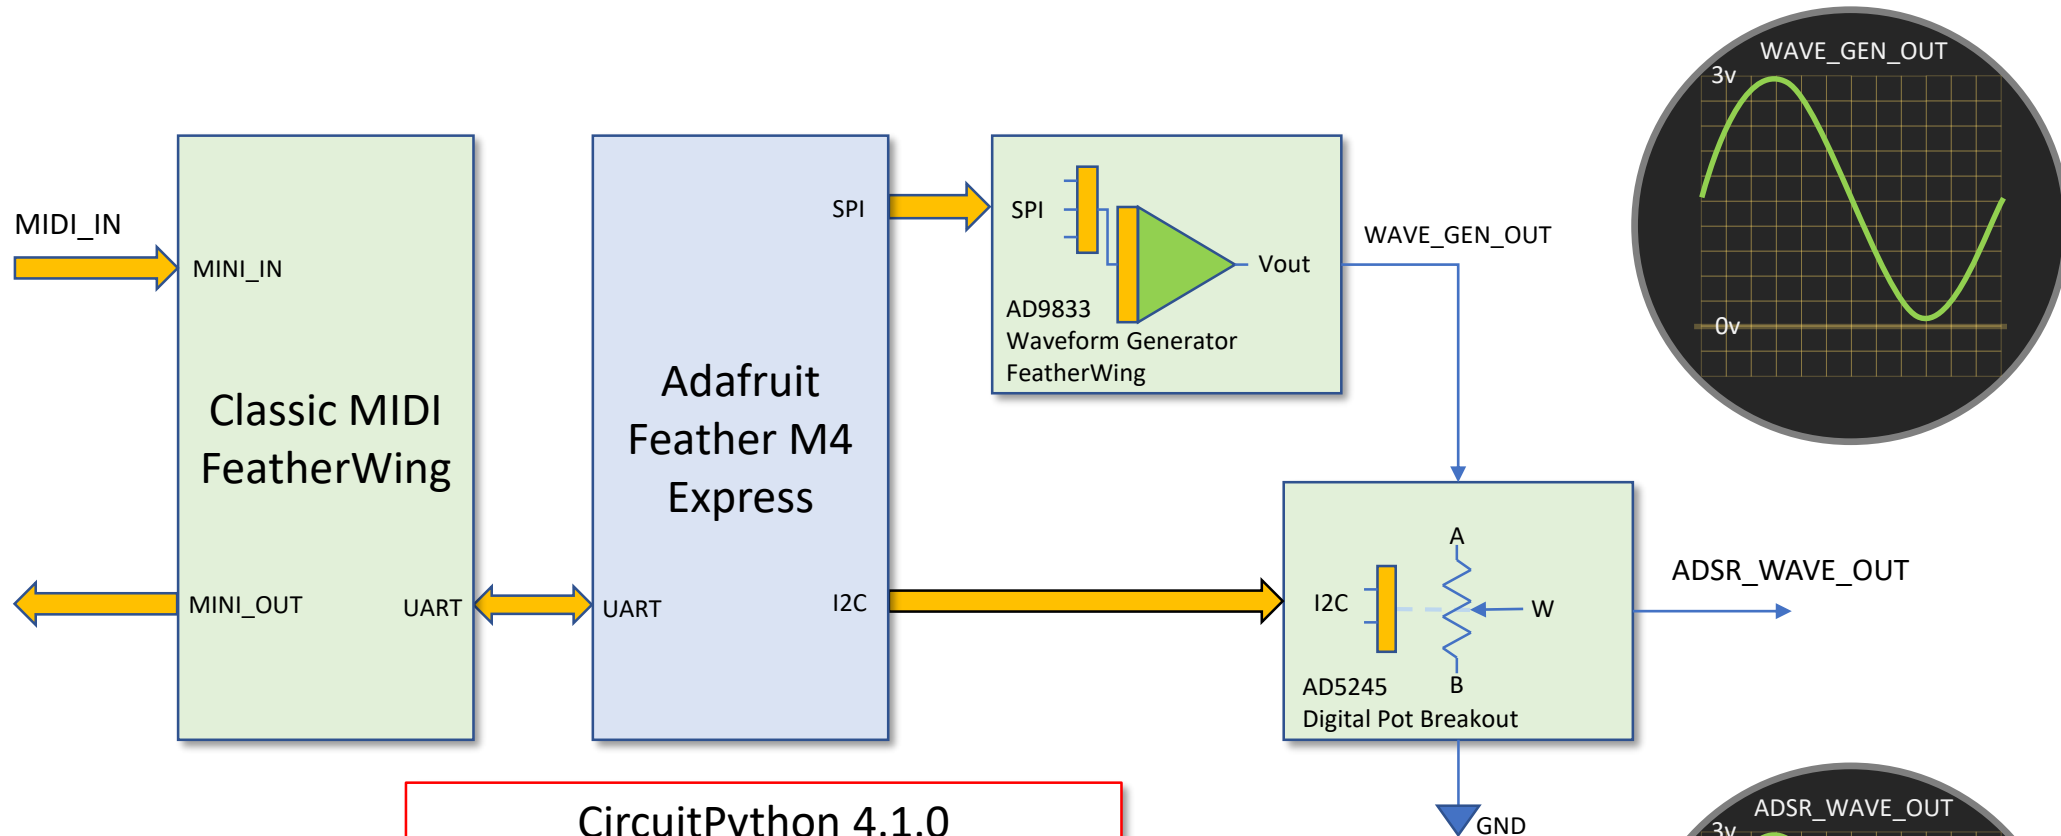 MIDI_IN
MINI_IN
Classic MIDI
FeatherWing
MINI_OUT
UART
Adafruit
Feather M4
Express
SPI
UART
I2C
SPI
Vout
AD9833
Waveform Generator
FeatherWing
WAVE_GEN_OUT
WAVE_GEN_OUT
3v
0v
A
I2C
W
B
AD5245
Digital Pot Breakout
ADSR_WAVE_OUT
GND
CircuitPython 4.1.0
ADSR_WAVE_OUT
3v